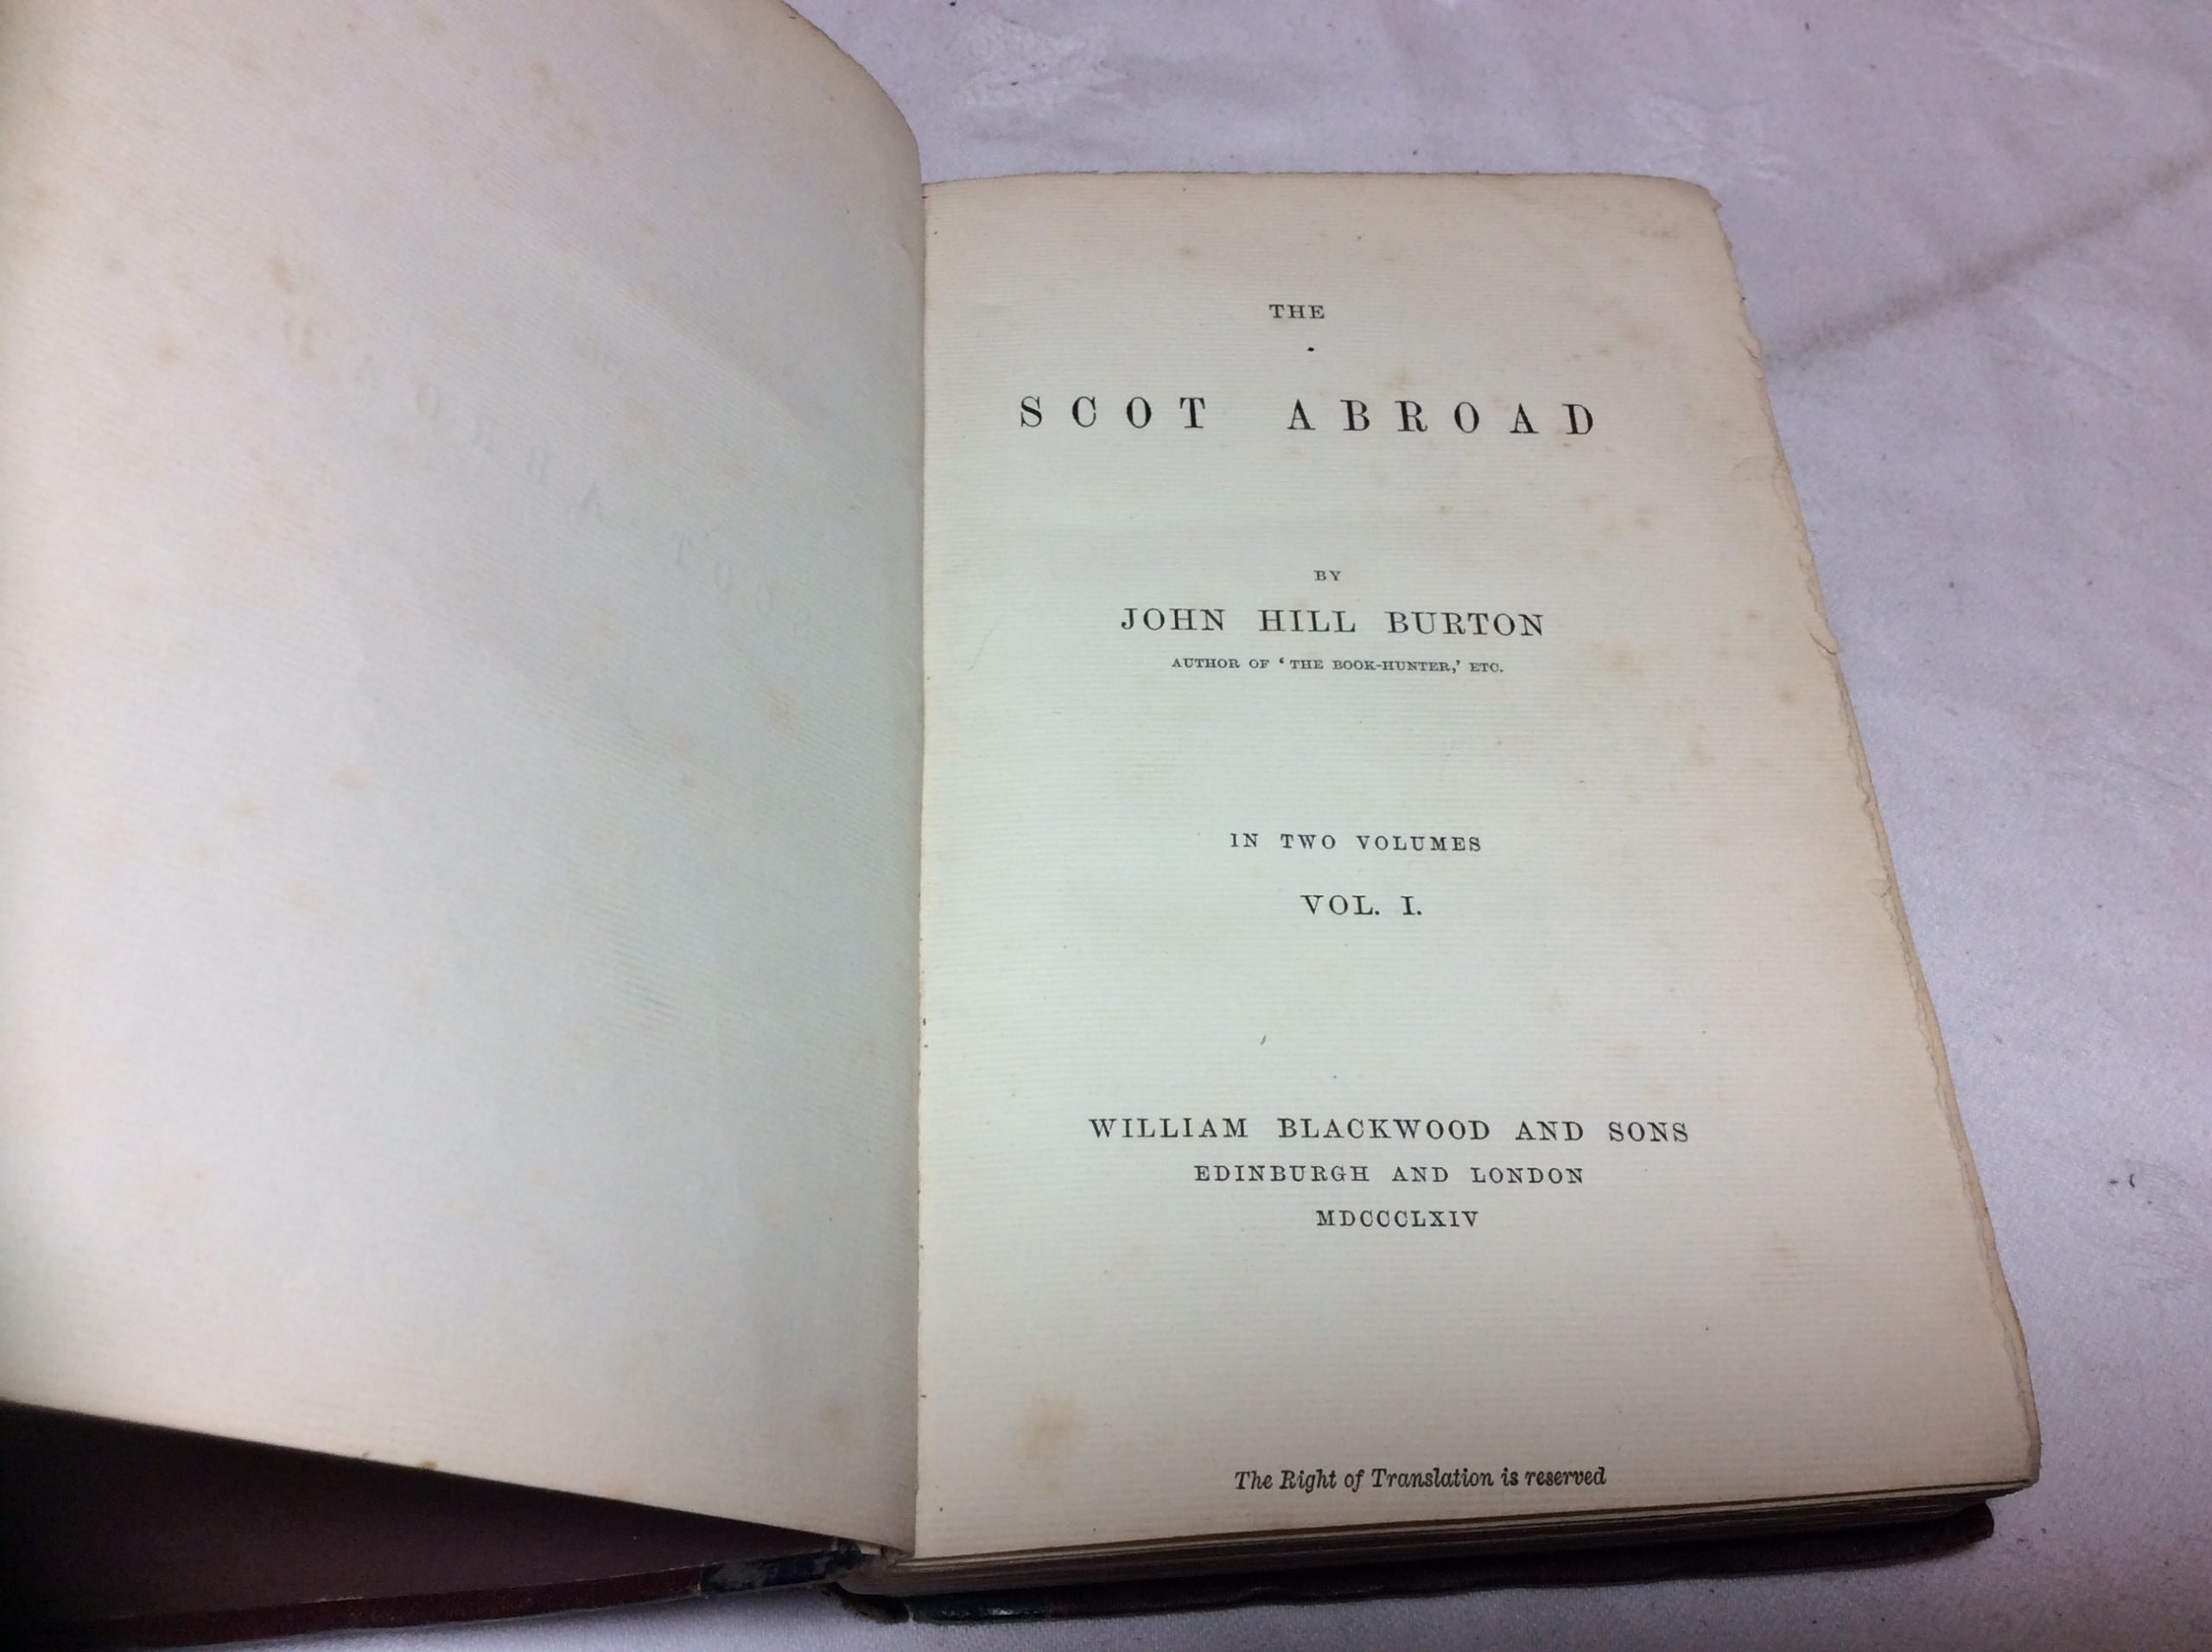 THE
SCOT ABROAD
BY
JOHN HILL BURTON
AUTHOR OF ‘THE BOOK-HUNTER,’ ETC.
IN TWO VOLUMES
VOL. I.
WILLIAM BLACKWOOD AND SONS
EDINBURGH AND LONDON
MDCCCLXIV
The Right of Translation is reserved